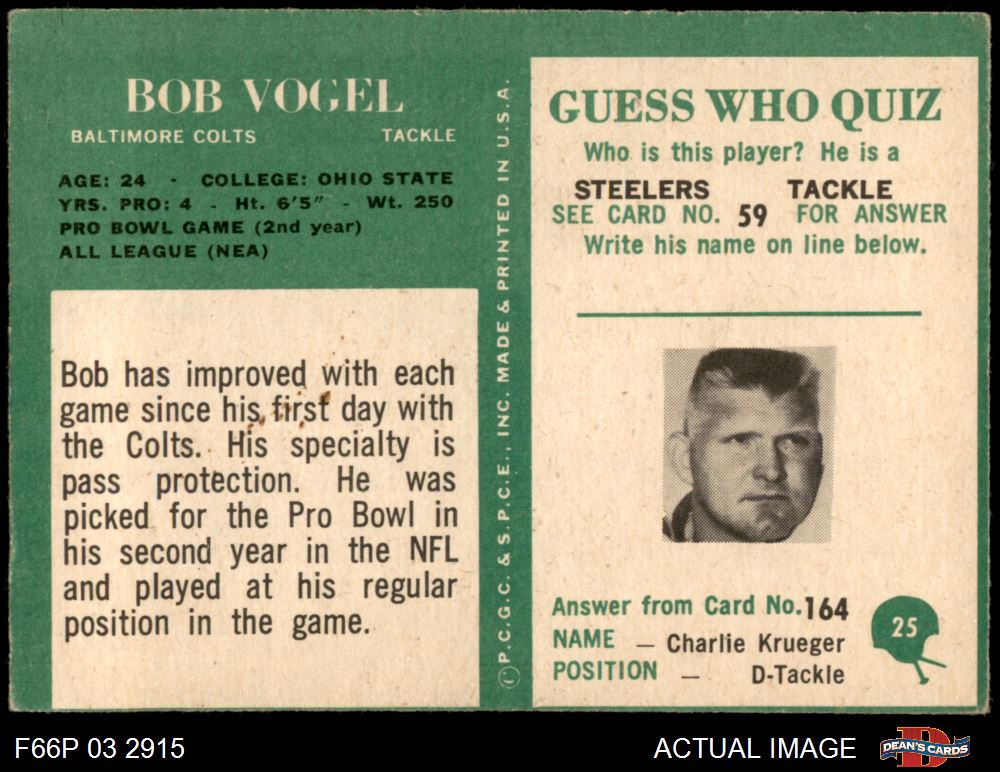 BOB VOGEL
BALTIMORE COLTS TACKLE
AGE: 24 - COLLEGE: OHIO STATE
YRS. PRO: 4 - Ht. 6'5" - Wt. 250
PRO BOWL GAME (2nd year)
ALL LEAGUE (NEA)
Bob has improved with each
game since his first day with
the Colts. His specialty is
pass protection. He was
picked for the Pro Bowl in
his second year in the NFL
and played at his regular
position in the game.
© P.C.G.C. & S.P.C.E., INC. MADE & PRINTED IN U.S.A.
GUESS WHO QUIZ
Who is this player? He is a
STEELERS TACKLE
SEE CARD NO. 59 FOR ANSWER
Write his name on line below.
Answer from Card No. 164
NAME — Charlie Krueger
POSITION — D-Tackle
25
F66P 03 2915 ACTUAL IMAGE
D
DEAN'S CARDS